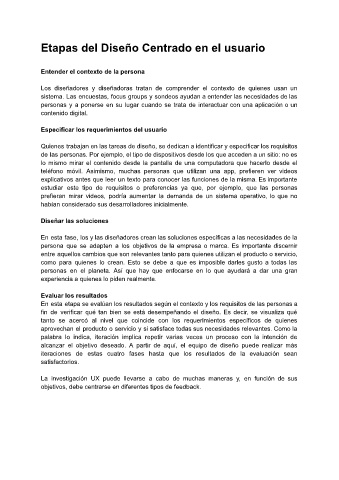 Etapas del Diseño Centrado en el usuario
Entender el contexto de la persona
Los diseñadores y diseñadoras tratan de comprender el contexto de quienes usan un
sistema. Las encuestas, focus groups y sondeos ayudan a entender las necesidades de las
personas y a ponerse en su lugar cuando se trata de interactuar con una aplicación o un
contenido digital.
Especificar los requerimientos del usuario
Quienes trabajan en las tareas de diseño, se dedican a identificar y especificar los requisitos
de las personas. Por ejemplo, el tipo de dispositivos desde los que acceden a un sitio: no es
lo mismo mirar el contenido desde la pantalla de una computadora que hacerlo desde el
teléfono móvil. Asimismo, muchas personas que utilizan una app, prefieren ver videos
explicativos antes que leer un texto para conocer las funciones de la misma. Es importante
estudiar este tipo de requisitos o preferencias ya que, por ejemplo, que las personas
prefieran mirar videos, podría aumentar la demanda de un sistema operativo, lo que no
habían considerado sus desarrolladores inicialmente.
Diseñar las soluciones
En esta fase, los y las diseñadores crean las soluciones específicas a las necesidades de la
persona que se adapten a los objetivos de la empresa o marca. Es importante discernir
entre aquellos cambios que son relevantes tanto para quienes utilizan el producto o servicio,
como para quienes lo crean. Esto se debe a que es imposible darles gusto a todas las
personas en el planeta. Así que hay que enfocarse en lo que ayudará a dar una gran
experiencia a quienes lo piden realmente.
Evaluar los resultados
En esta etapa se evalúan los resultados según el contexto y los requisitos de las personas a
fin de verificar qué tan bien se está desempeñando el diseño. Es decir, se visualiza qué
tanto se acercó al nivel que coincide con los requerimientos específicos de quienes
aprovechan el producto o servicio y si satisface todas sus necesidades relevantes. Como la
palabra lo indica, iteración implica repetir varias veces un proceso con la intención de
alcanzar el objetivo deseado. A partir de aquí, el equipo de diseño puede realizar más
iteraciones de estas cuatro fases hasta que los resultados de la evaluación sean
satisfactorios.
La investigación UX puede llevarse a cabo de muchas maneras y, en función de sus
objetivos, debe centrarse en diferentes tipos de feedback.